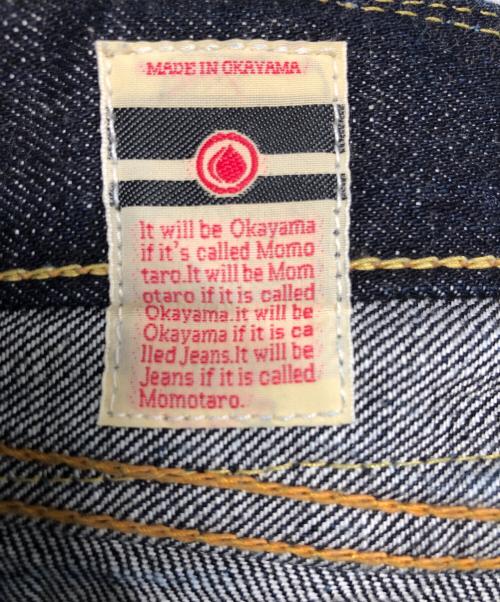 MADE IN OKAYAMA
It will be Okayama
if it's called Momo
taro.It will be Mom
otaro if it is called
Okayama.it will be
Okayama if it is ca
lled Jeans.It will be
Jeans if it is called
Momotaro.